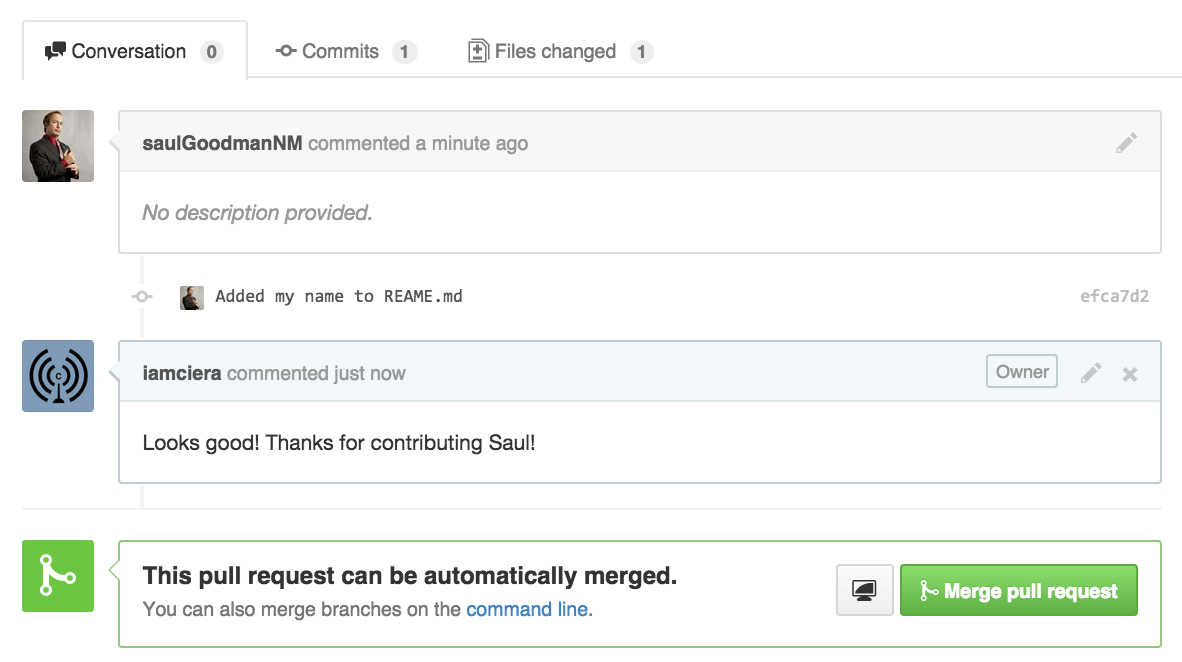 Conversation 0 Commits 1 Files changed 1
saulGoodmanNM commented a minute ago
No description provided.
Added my name to REAME.md efca7d2
iamciera commented just now Owner
Looks good! Thanks for contributing Saul!
This pull request can be automatically merged.
You can also merge branches on the command line.
Merge pull request